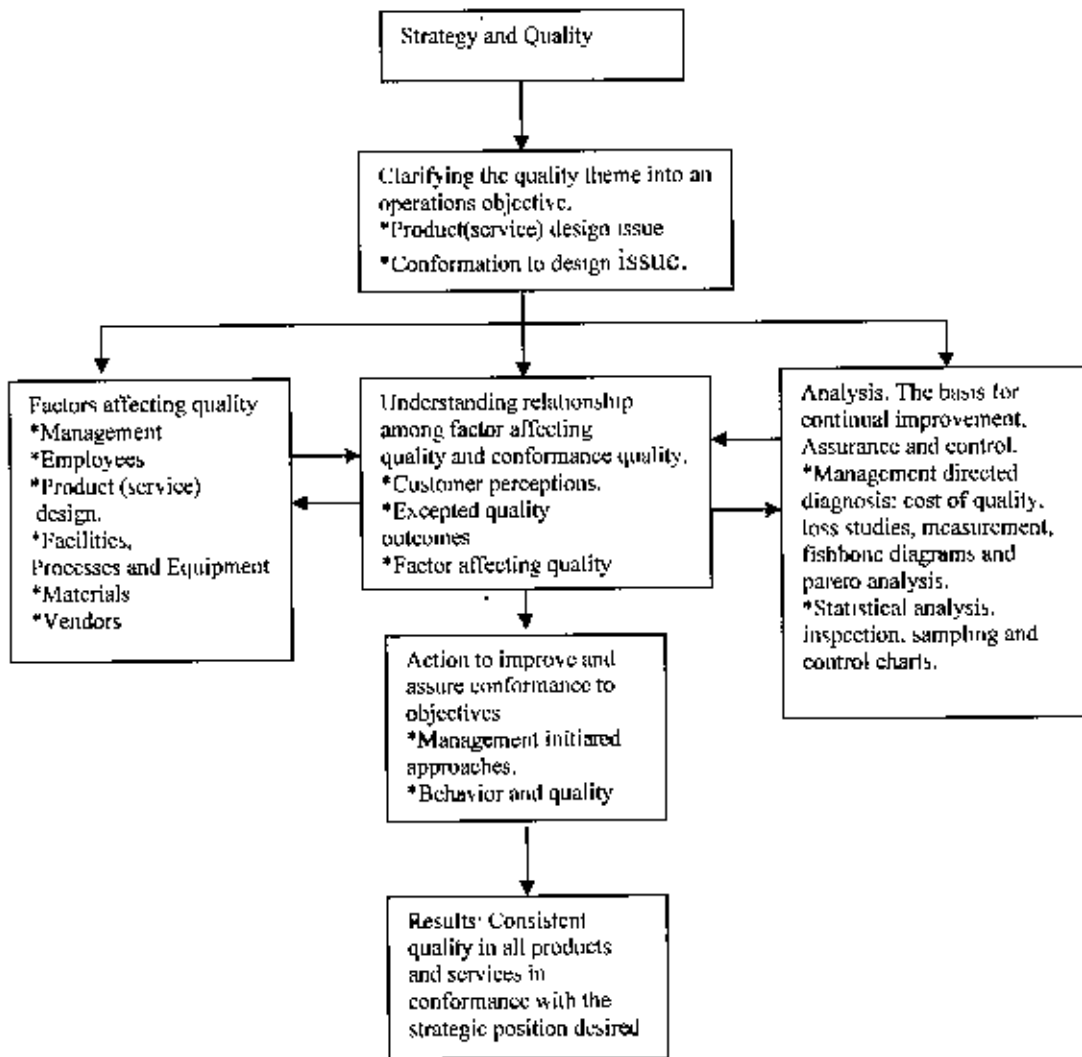 Strategy and Quality
Clarifying the quality theme into an
operations objective.
*Product(service) design issue
*Conformation to design issue.
Factors affecting quality
*Management
*Employees
*Product (service)
design.
*Facilities,
Processes and Equipment
*Materials
*Vendors
Understanding relationship
among factor affecting
quality and conformance quality.
*Customer perceptions.
*Excepted quality
outcomes
*Factor affecting quality
Analysis. The basis for
continual improvement,
Assurance and control.
*Management directed
diagnosis: cost of quality,
loss studies, measurement,
fishbone diagrams and
parero analysis.
*Statistical analysis,
inspection, sampling and
control charts.
Action to improve and
assure conformance to
objectives
*Management initiared
approaches.
*Behavior and quality
Results: Consistent
quality in all products
and services in
conformance with the
strategic position desired